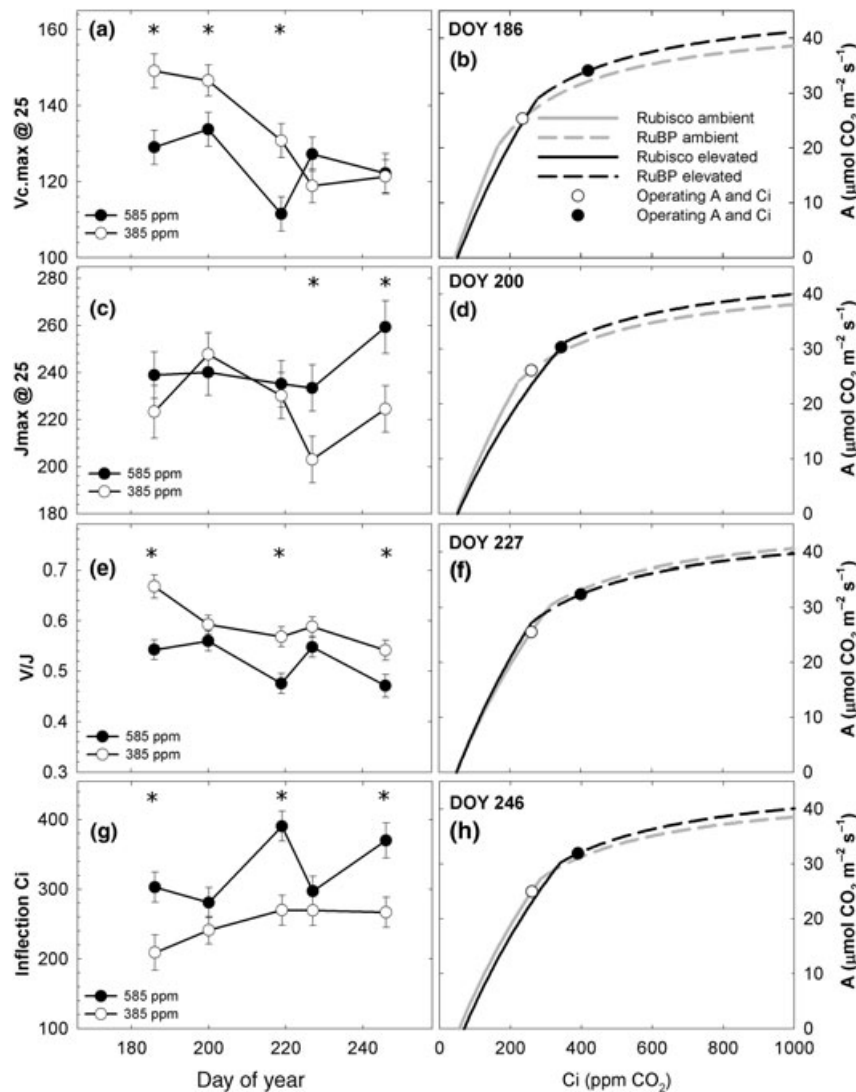 (a)
* * *
Vc.max @ 25
160
140
120
100
585 ppm
385 ppm
DOY 186
(b)
Rubisco ambient
RuBP ambient
Rubisco elevated
RuBP elevated
Operating A and Ci
Operating A and Ci
40
30
20
10
0
A (μmol CO₂ m⁻² s⁻¹)
(c)
* *
Jmax @ 25
280
260
240
220
200
180
585 ppm
385 ppm
DOY 200
(d)
40
30
20
10
0
A (μmol CO₂ m⁻² s⁻¹)
(e)
* * *
V/J
0.7
0.6
0.5
0.4
0.3
585 ppm
385 ppm
DOY 227
(f)
40
30
20
10
0
A (μmol CO₂ m⁻² s⁻¹)
(g)
* * *
Inflection Ci
400
300
200
100
585 ppm
385 ppm
180 200 220 240
Day of year
DOY 246
(h)
40
30
20
10
0
A (μmol CO₂ m⁻² s⁻¹)
0 200 400 600 800 1000
Ci (ppm CO₂)